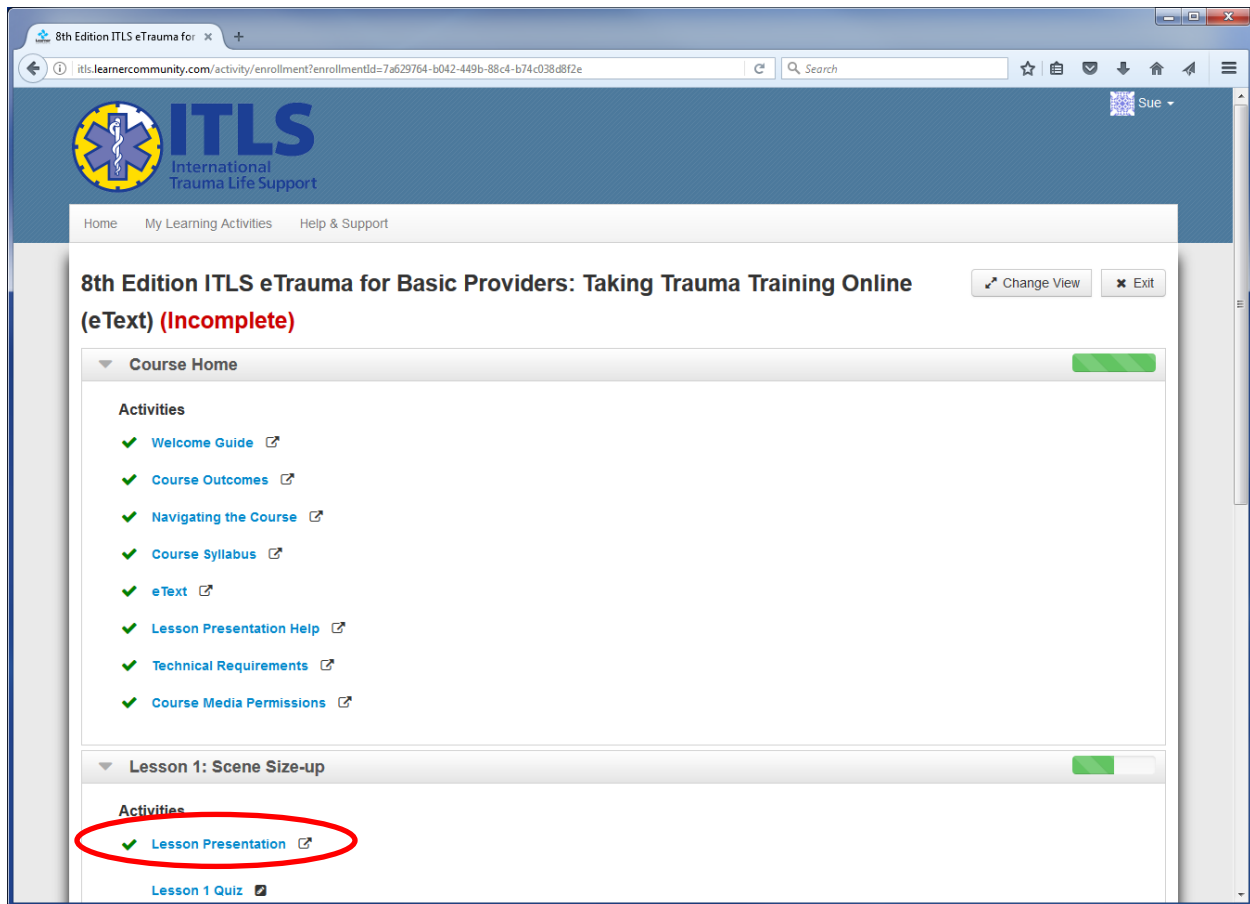 8th Edition ITLS eTrauma for
itls.learnercommunity.com/activity/enrollment?enrollmentId=7a629764-b042-449b-88c4-b74c038d8f2e
Search
ITLS
International
Trauma Life Support
Sue
Home My Learning Activities Help & Support
8th Edition ITLS eTrauma for Basic Providers: Taking Trauma Training Online
(eText) (Incomplete)
Change View
Exit
Course Home
Activities
Welcome Guide
Course Outcomes
Navigating the Course
Course Syllabus
eText
Lesson Presentation Help
Technical Requirements
Course Media Permissions
Lesson 1: Scene Size-up
Activities
Lesson Presentation
Lesson 1 Quiz